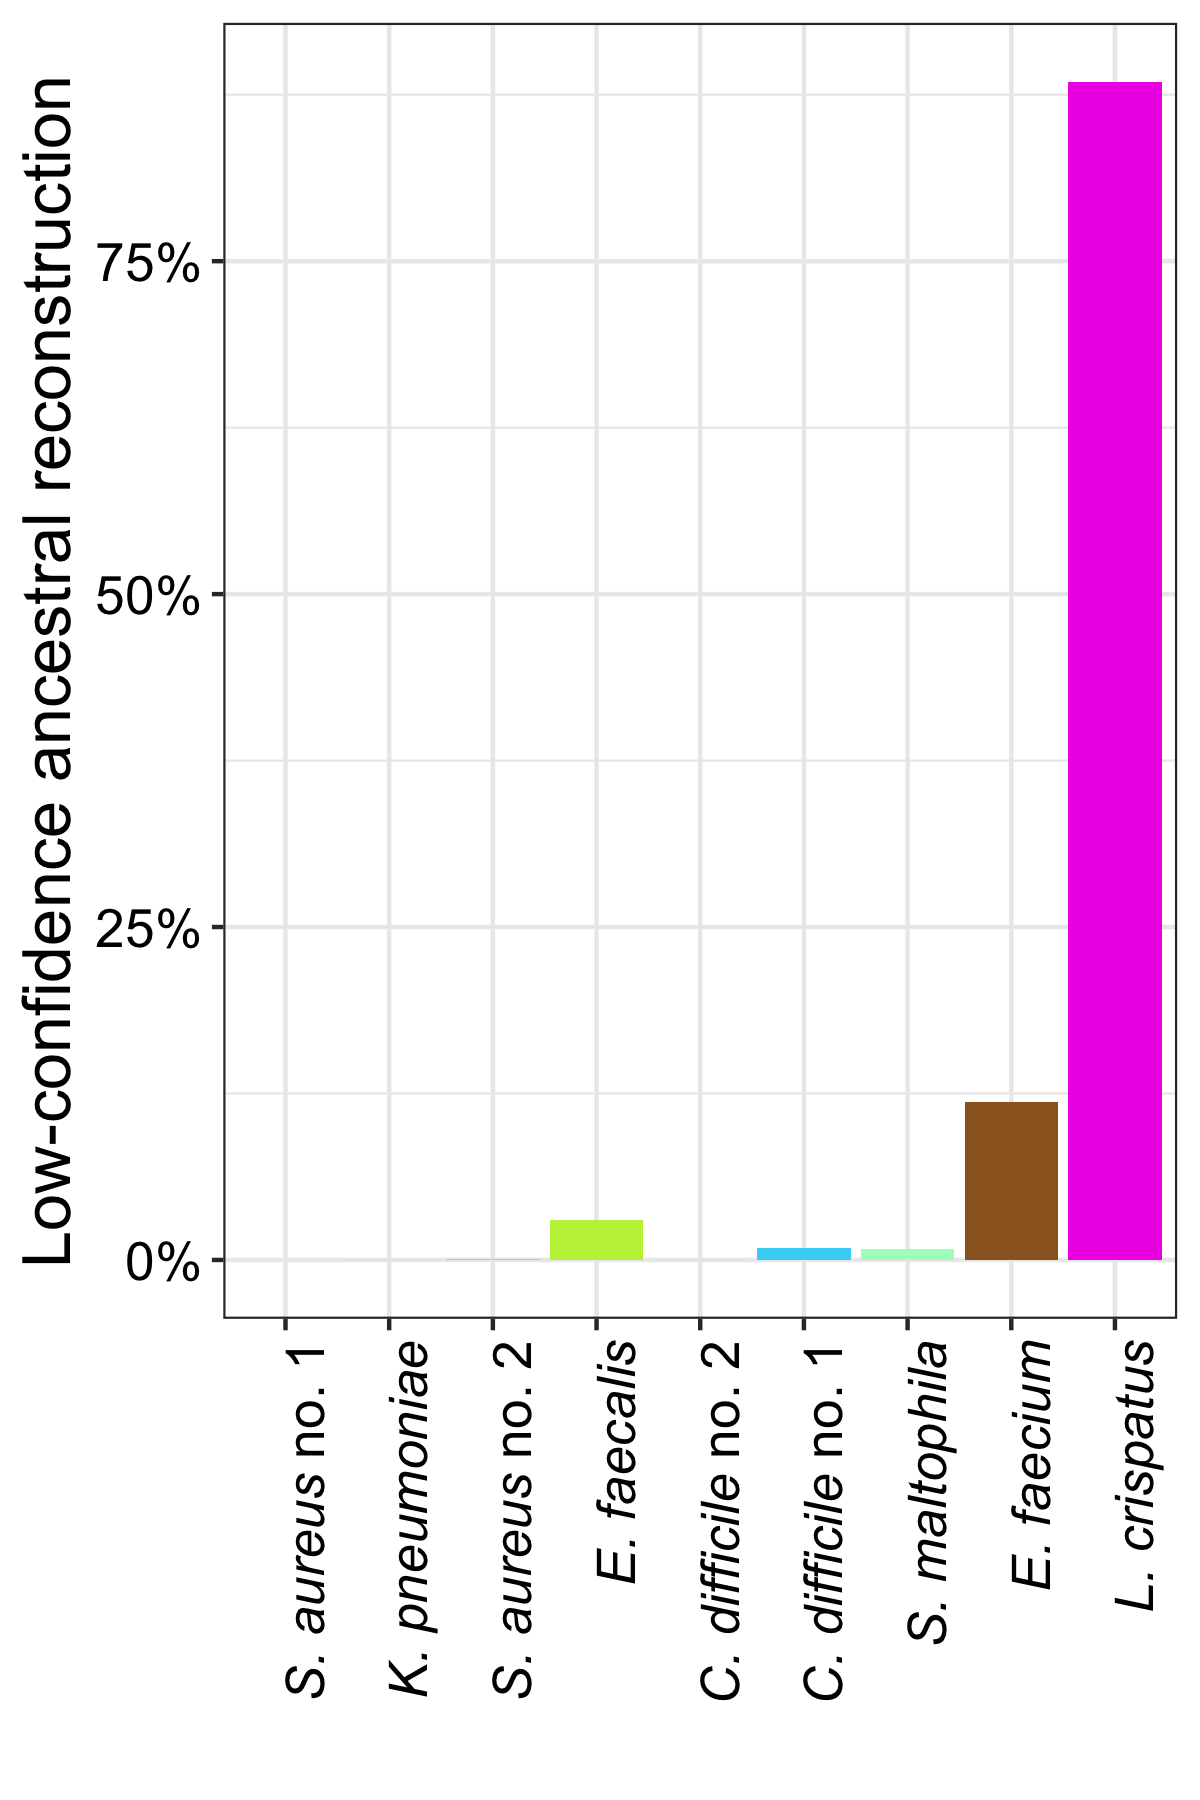 Low-confidence ancestral reconstruction
75%
50%
25%
0%
S. aureus no. 1
K. pneumoniae
S. aureus no. 2
E. faecalis
C. difficile no. 2
C. difficile no. 1
S. maltophila
E. faecium
L. crispatus